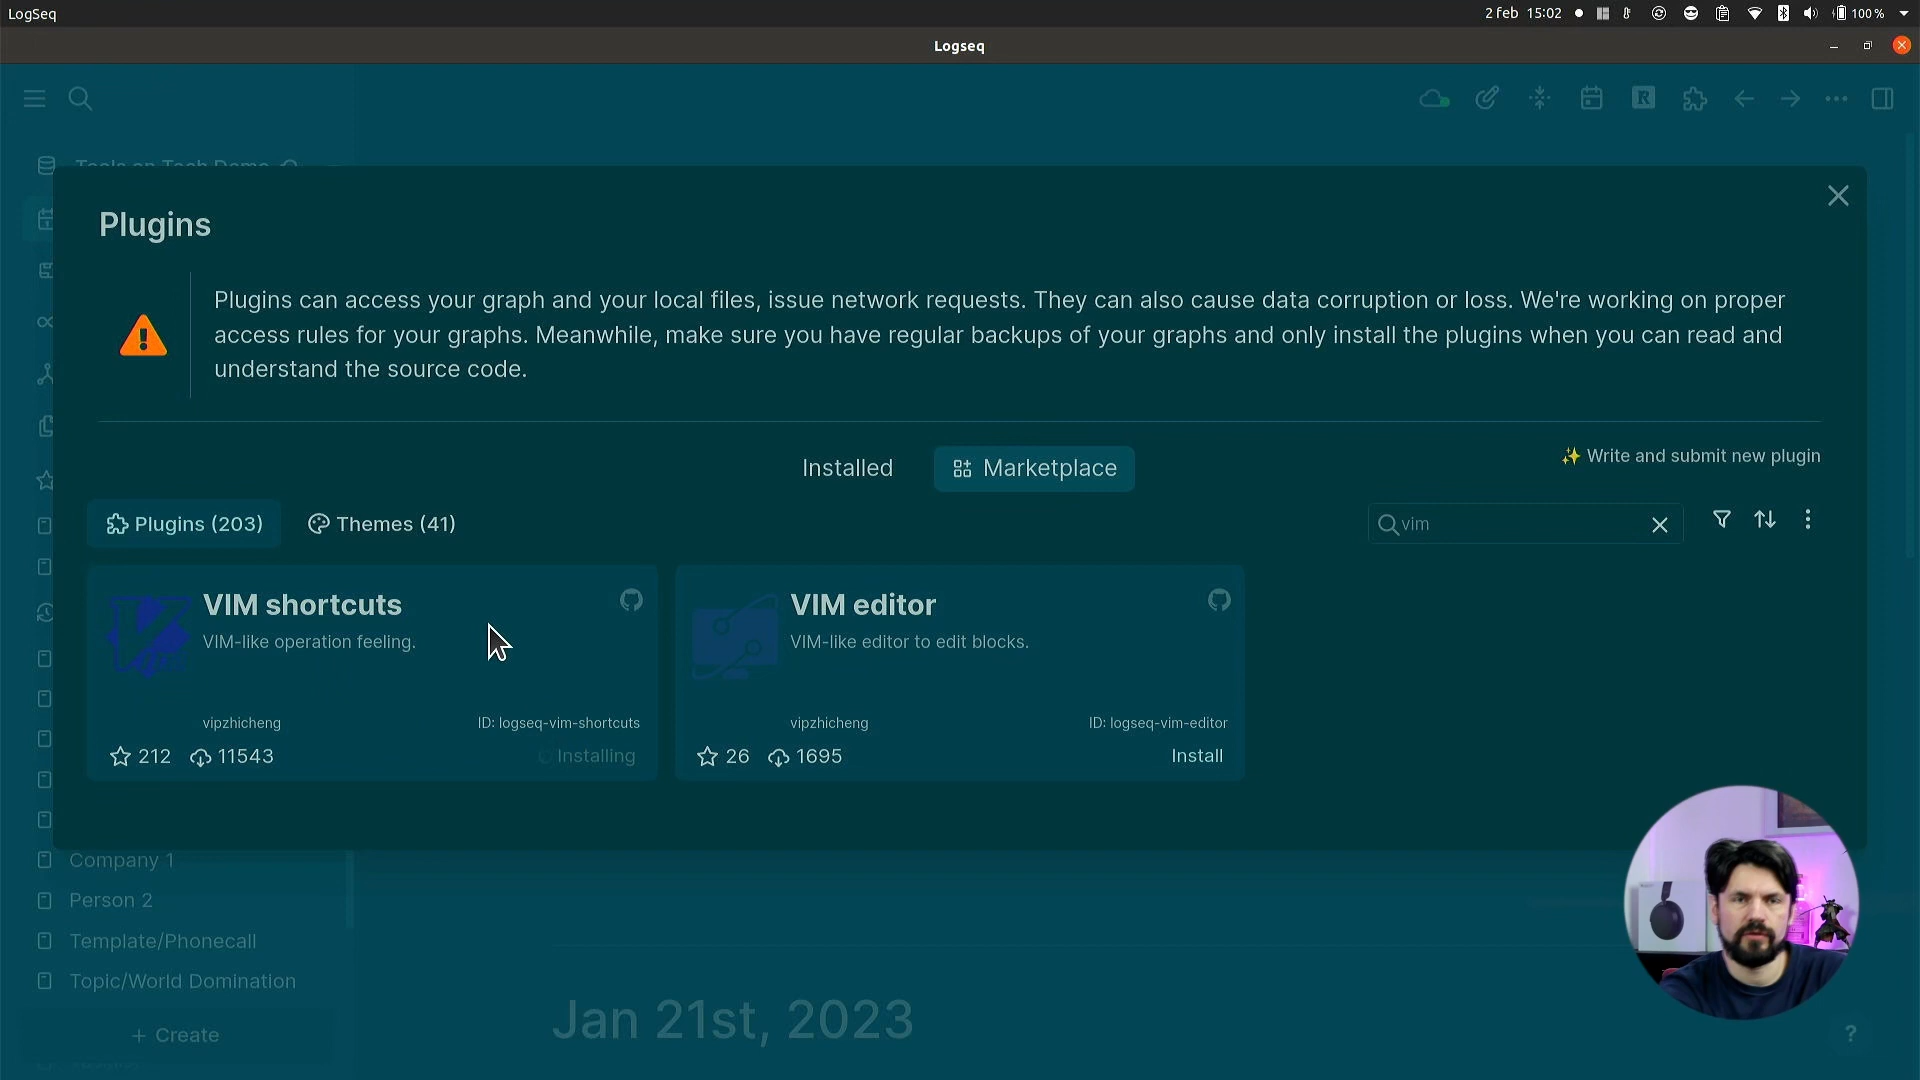 LogSeq
2 feb 15:02
100 %
Logseq
Tools on Tech Demo
Plugins
Plugins can access your graph and your local files, issue network requests. They can also cause data corruption or loss. We're working on proper
access rules for your graphs. Meanwhile, make sure you have regular backups of your graphs and only install the plugins when you can read and
understand the source code.
Installed
Marketplace
Write and submit new plugin
Plugins (203)
Themes (41)
vim
VIM shortcuts
VIM-like operation feeling.
vipzhicheng
ID: logseq-vim-shortcuts
212
11543
Installing
VIM editor
VIM-like editor to edit blocks.
vipzhicheng
ID: logseq-vim-editor
26
1695
Install
Company 1
Person 2
Template/Phonecall
Topic/World Domination
+ Create
Jan 21st, 2023
?